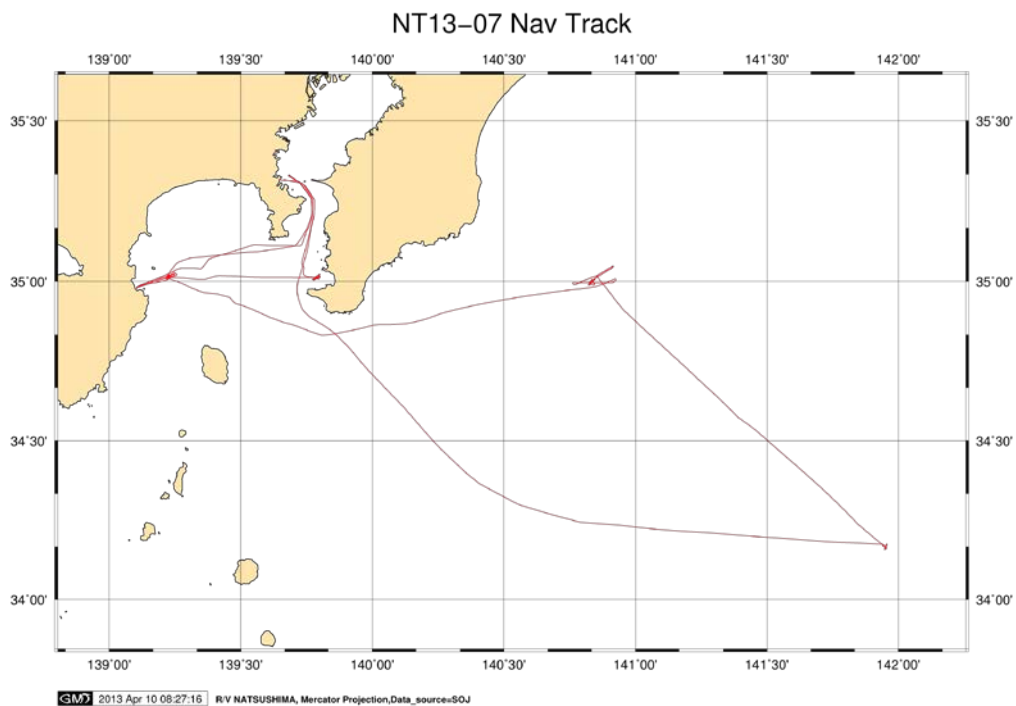 NT13−07 Nav Track
139˚00' 139˚30' 140˚00' 140˚30' 141˚00' 141˚30' 142˚00'
35˚30' 35˚30'
35˚00' 35˚00'
34˚30' 34˚30'
34˚00' 34˚00'
139˚00' 139˚30' 140˚00' 140˚30' 141˚00' 141˚30' 142˚00'
GMT 2013 Apr 10 08:27:16 R/V NATSUSHIMA, Mercator Projection,Data_source=SOJ